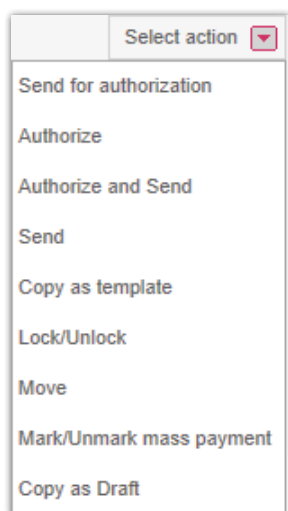 Select action
Send for authorization
Authorize
Authorize and Send
Send
Copy as template
Lock/Unlock
Move
Mark/Unmark mass payment
Copy as Draft